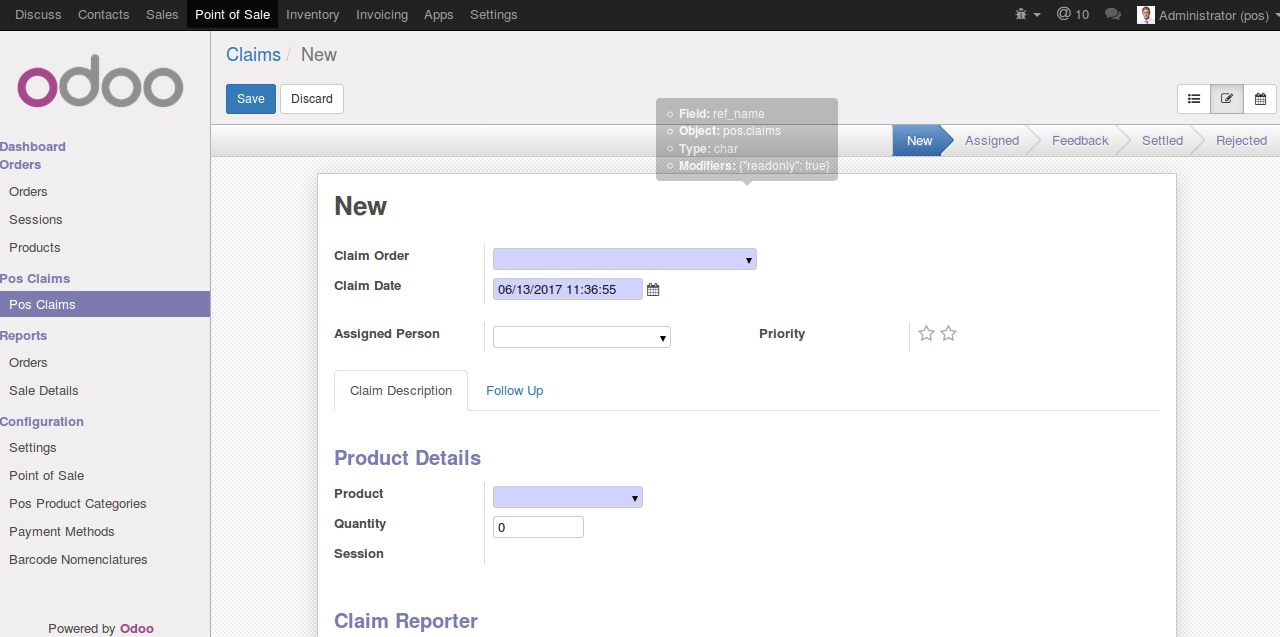 Discuss Contacts Sales Point of Sale Inventory Invoicing Apps Settings @ 10 Administrator (pos)
odoo
Claims / New
Save Discard
Field: ref_name
Object: pos.claims
Type: char
Modifiers: {"readonly": true}
New Assigned Feedback Settled Rejected
Dashboard
Orders
Orders
Sessions
Products
Pos Claims
Pos Claims
Reports
Orders
Sale Details
Configuration
Settings
Point of Sale
Pos Product Categories
Payment Methods
Barcode Nomenclatures
Powered by Odoo
New
Claim Order
Claim Date 06/13/2017 11:36:55
Assigned Person Priority
Claim Description Follow Up
Product Details
Product
Quantity 0
Session
Claim Reporter